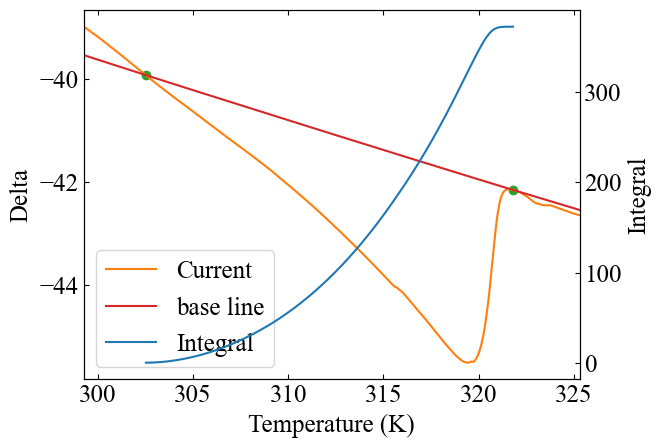 −40
−42
−44
Delta
300
200
100
0
Integral
Current
base line
Integral
300
305
310
315
320
325
Temperature (K)